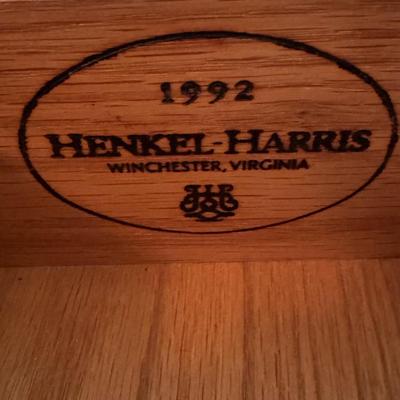 1992
HENKEL-HARRIS
WINCHESTER, VIRGINIA